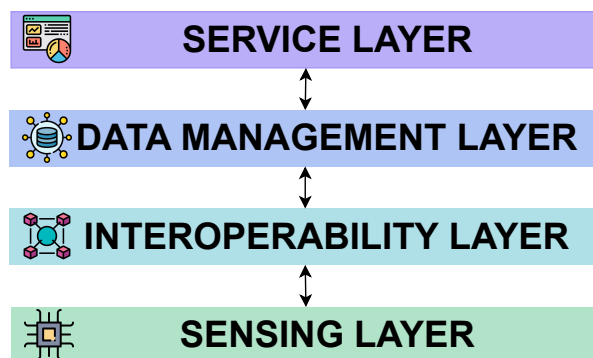 SERVICE LAYER
DATA MANAGEMENT LAYER
INTEROPERABILITY LAYER
SENSING LAYER